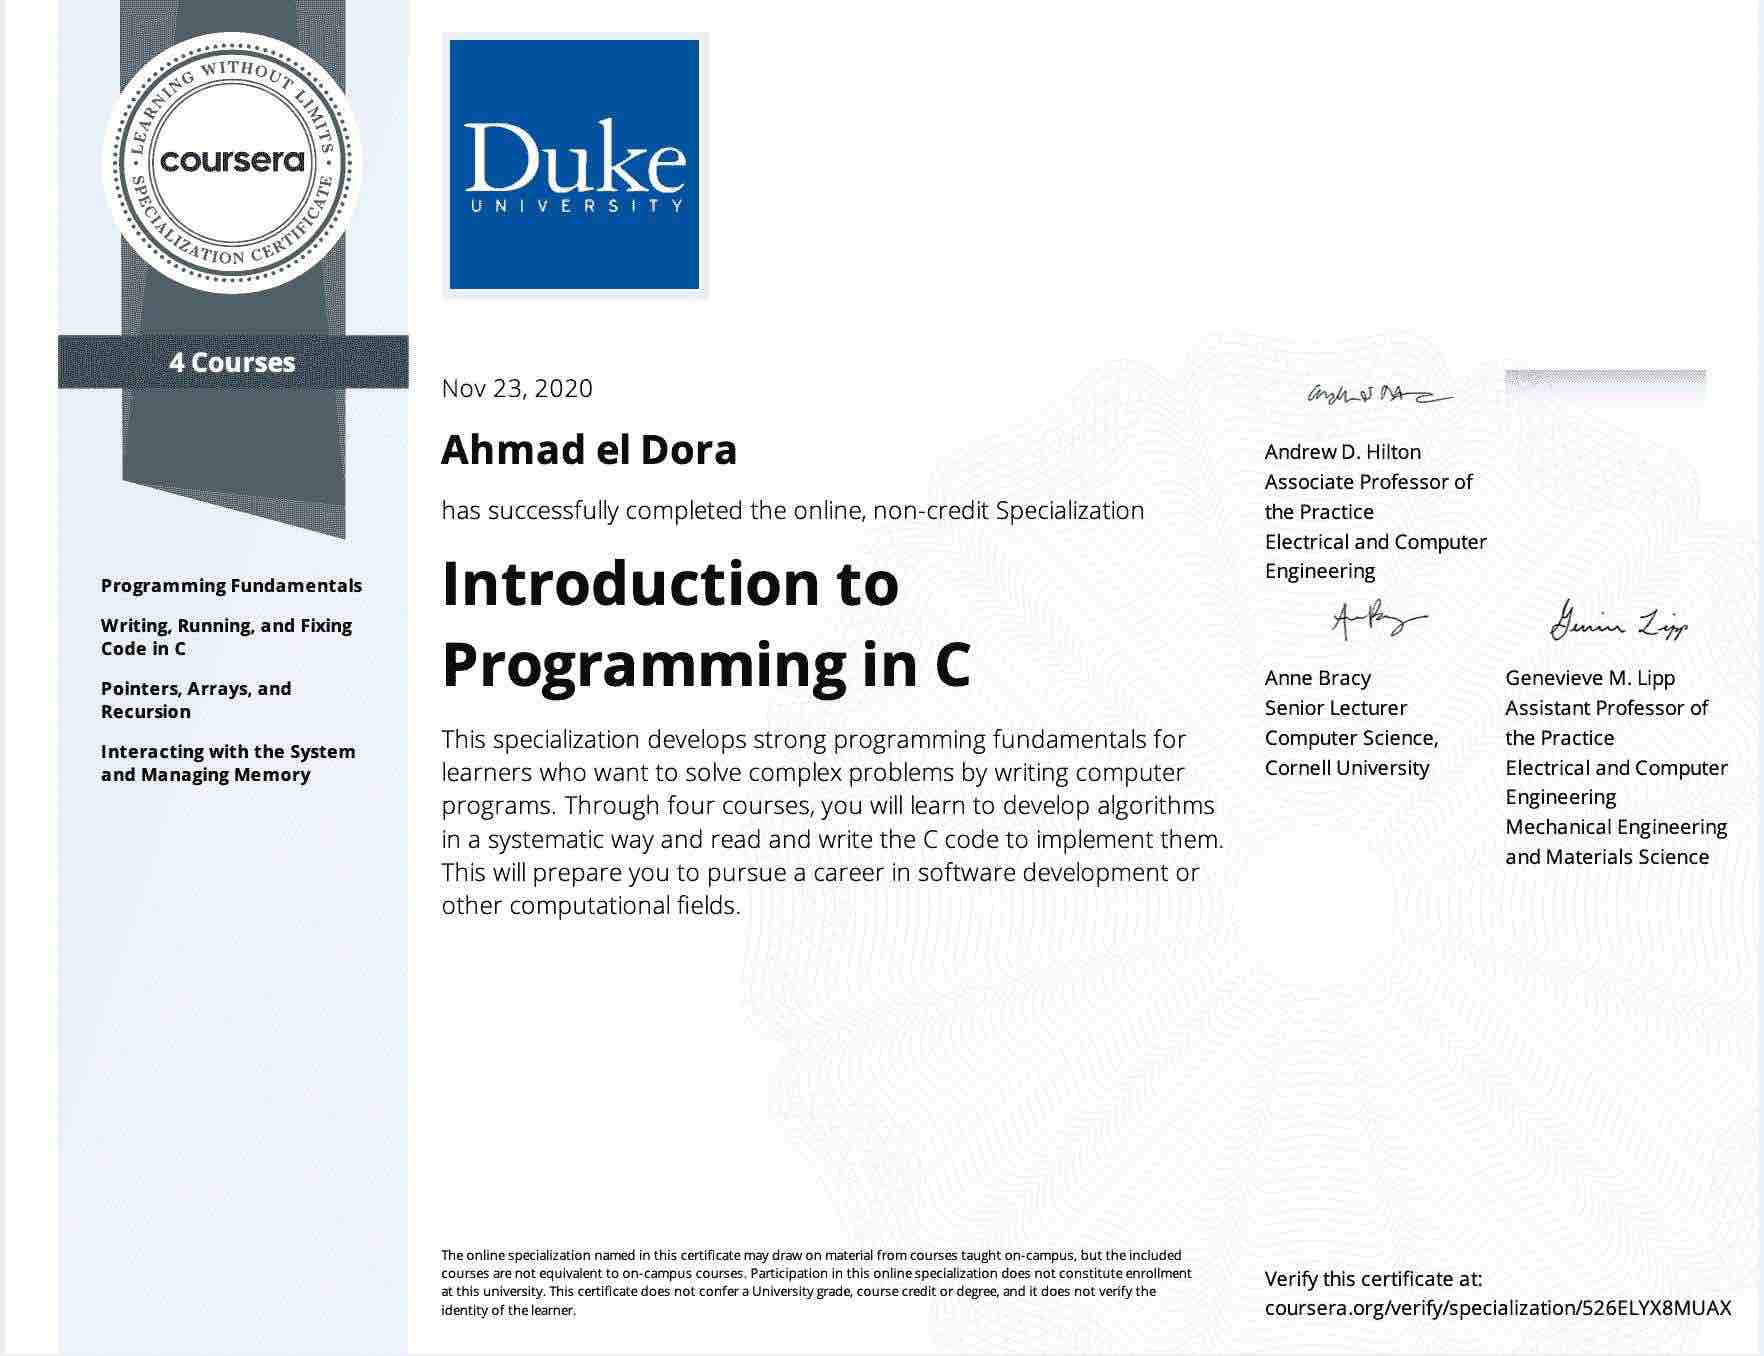 LEARNING WITHOUT LIMITS
coursera
SPECIALIZATION CERTIFICATE
4 Courses
Programming Fundamentals
Writing, Running, and Fixing
Code in C
Pointers, Arrays, and
Recursion
Interacting with the System
and Managing Memory
Duke
UNIVERSITY
Nov 23, 2020
Ahmad el Dora
has successfully completed the online, non-credit Specialization
Introduction to
Programming in C
This specialization develops strong programming fundamentals for
learners who want to solve complex problems by writing computer
programs. Through four courses, you will learn to develop algorithms
in a systematic way and read and write the C code to implement them.
This will prepare you to pursue a career in software development or
other computational fields.
Andrew D. Hilton
Associate Professor of
the Practice
Electrical and Computer
Engineering
Anne Bracy
Senior Lecturer
Computer Science,
Cornell University
Genevieve M. Lipp
Assistant Professor of
the Practice
Electrical and Computer
Engineering
Mechanical Engineering
and Materials Science
The online specialization named in this certificate may draw on material from courses taught on-campus, but the included
courses are not equivalent to on-campus courses. Participation in this online specialization does not constitute enrollment
at this university. This certificate does not confer a University grade, course credit or degree, and it does not verify the
identity of the learner.
Verify this certificate at:
coursera.org/verify/specialization/526ELYX8MUAX